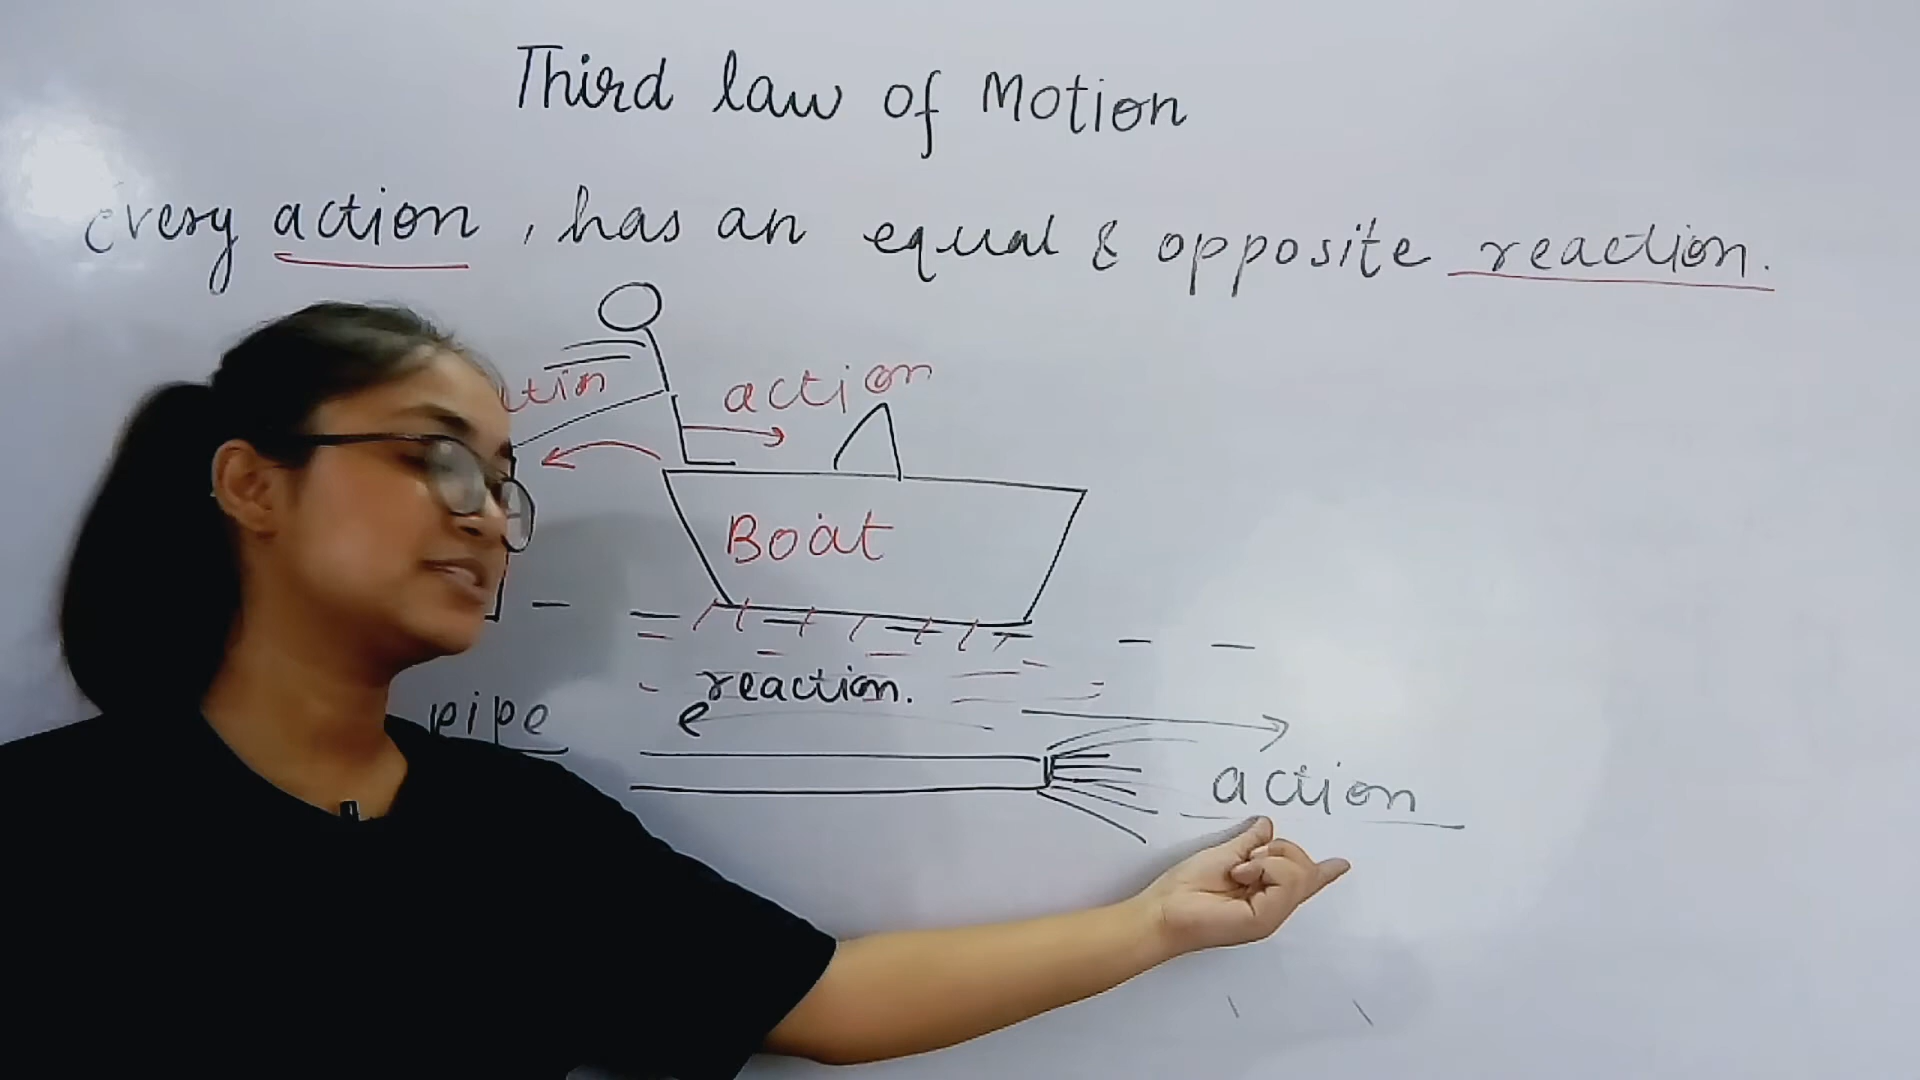 Third law of Motion
every action, has an equal & opposite reaction.
action
Boat
reaction.
pipe
action